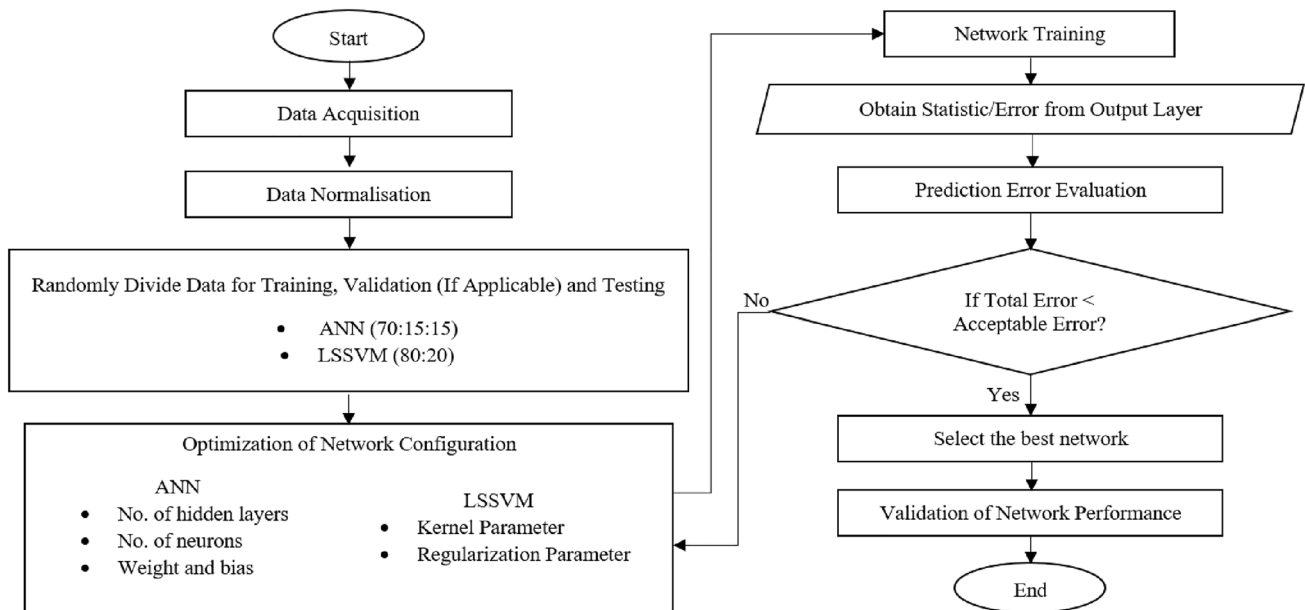 Start
Data Acquisition
Data Normalisation
Randomly Divide Data for Training, Validation (If Applicable) and Testing
• ANN (70:15:15)
• LSSVM (80:20)
Optimization of Network Configuration
ANN
• No. of hidden layers
• No. of neurons
• Weight and bias
LSSVM
• Kernel Parameter
• Regularization Parameter
Network Training
Obtain Statistic/Error from Output Layer
Prediction Error Evaluation
If Total Error <
Acceptable Error?
No
Yes
Select the best network
Validation of Network Performance
End